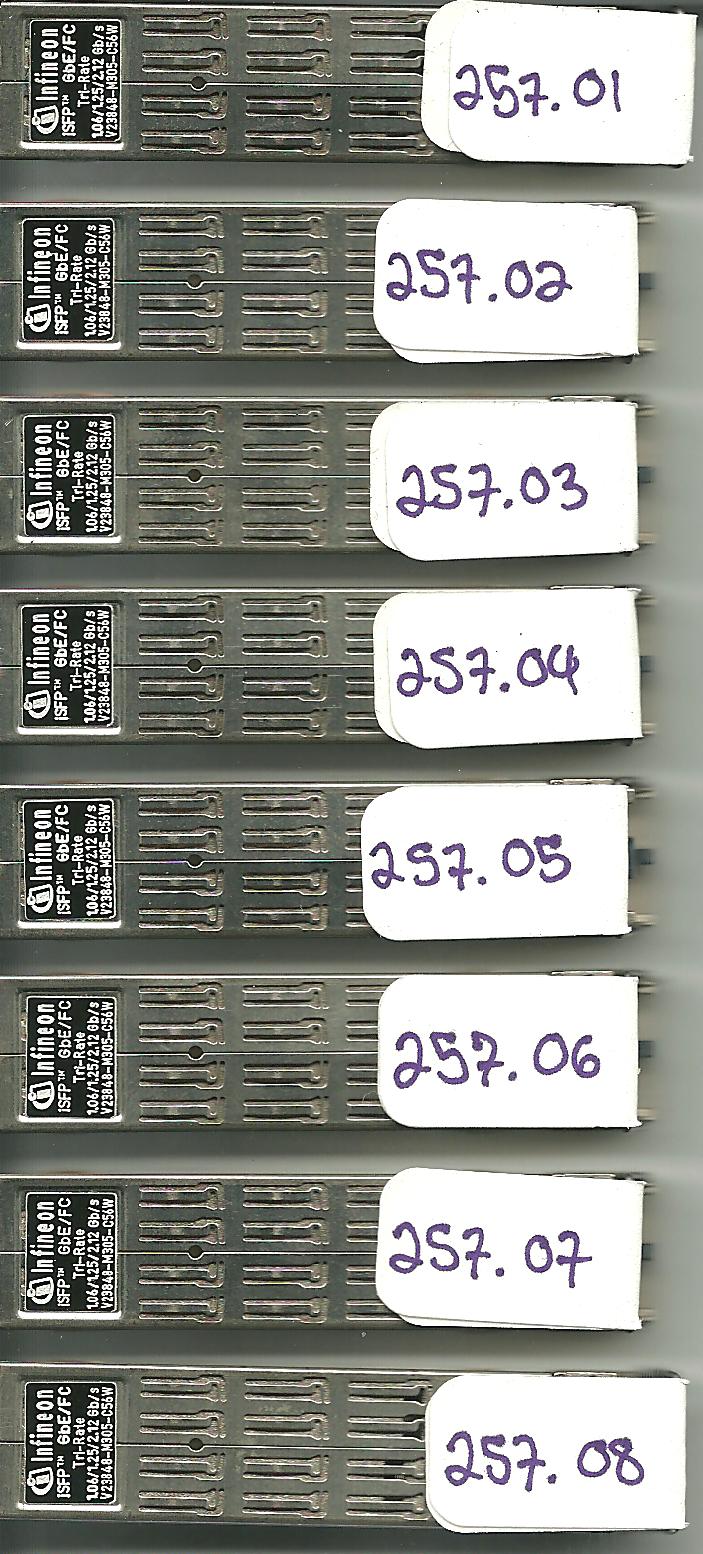 Infineon
iSFP™ GbE/FC
Tri-Rate
1.06/1.25/2.12 Gb/s
V23848-M305-C56W
257.01
Infineon
iSFP™ GbE/FC
Tri-Rate
1.06/1.25/2.12 Gb/s
V23848-M305-C56W
257.02
Infineon
iSFP™ GbE/FC
Tri-Rate
1.06/1.25/2.12 Gb/s
V23848-M305-C56W
257.03
Infineon
iSFP™ GbE/FC
Tri-Rate
1.06/1.25/2.12 Gb/s
V23848-M305-C56W
257.04
Infineon
iSFP™ GbE/FC
Tri-Rate
1.06/1.25/2.12 Gb/s
V23848-M305-C56W
257.05
Infineon
iSFP™ GbE/FC
Tri-Rate
1.06/1.25/2.12 Gb/s
V23848-M305-C56W
257.06
Infineon
iSFP™ GbE/FC
Tri-Rate
1.06/1.25/2.12 Gb/s
V23848-M305-C56W
257.07
Infineon
iSFP™ GbE/FC
Tri-Rate
1.06/1.25/2.12 Gb/s
V23848-M305-C56W
257.08